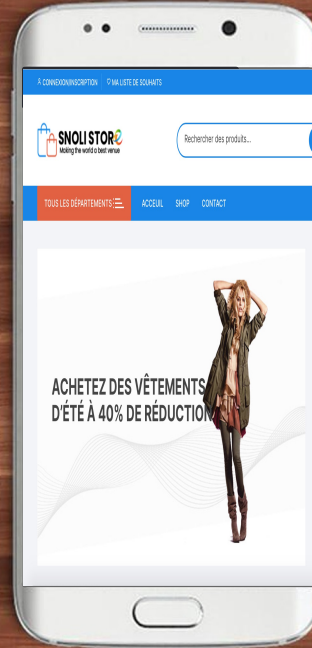 CONNEXION/INSCRIPTION MA LISTE DE SOUHAITS
SNOLI STORE
Making the world a best venue
Rechercher des produits...
TOUS LES DÉPARTEMENTS ACCEUIL SHOP CONTACT
ACHETEZ DES VÊTEMENTS
D'ÉTÉ À 40% DE RÉDUCTION